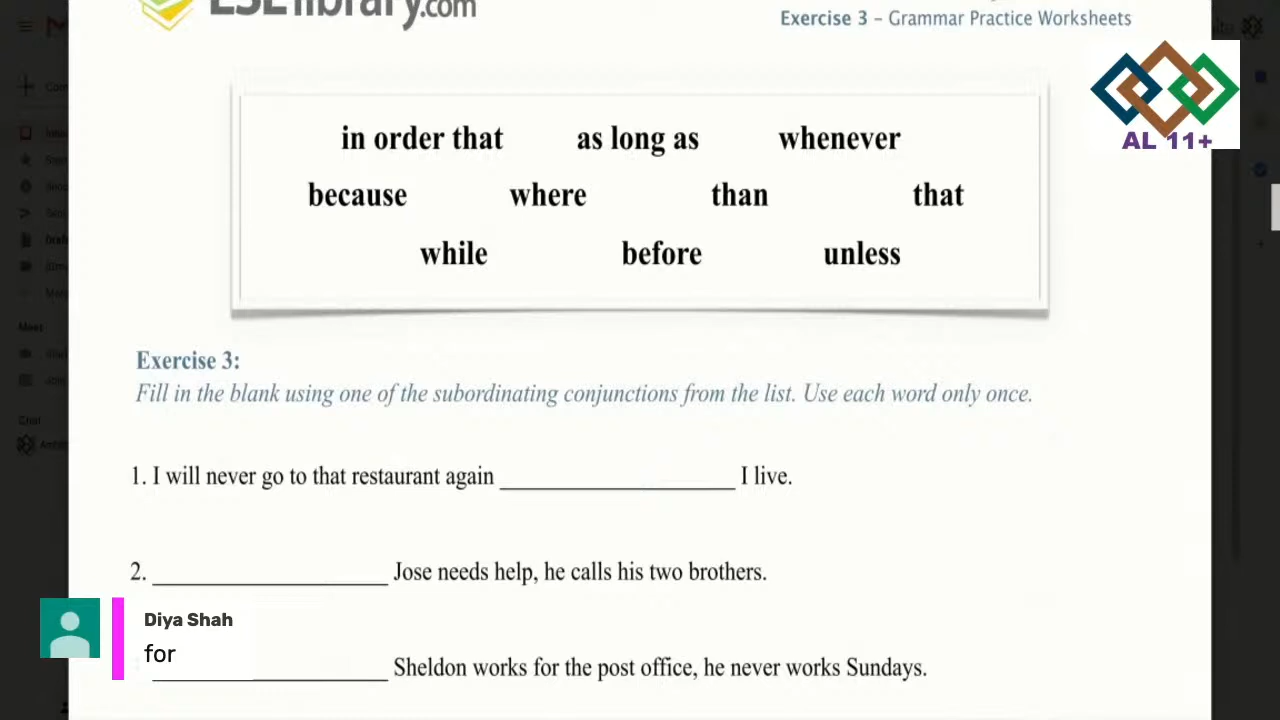 ESLlibrary.com
Exercise 3 – Grammar Practice Worksheets
AL 11+
in order that as long as whenever
because where than that
while before unless
Exercise 3:
Fill in the blank using one of the subordinating conjunctions from the list. Use each word only once.
1. I will never go to that restaurant again ____________________ I live.
2. ____________________ Jose needs help, he calls his two brothers.
____________________ Sheldon works for the post office, he never works Sundays.
Diya Shah
for
Meet
Chat